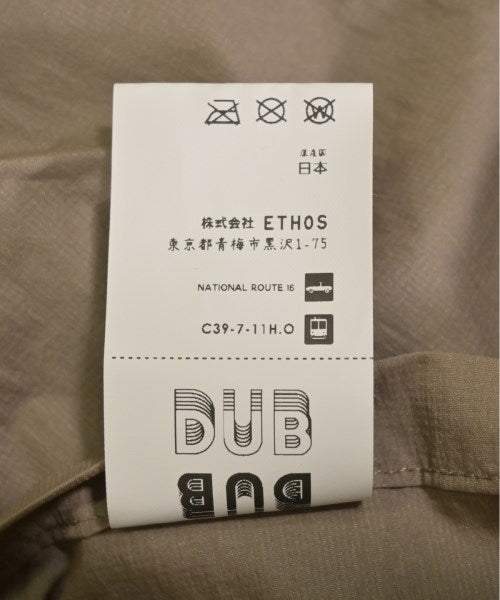 W
原産国
日本
株式会社 ETHOS
東京都青梅市黒沢1-75
NATIONAL ROUTE 16
C39-7-11H.O
DUB
DUB